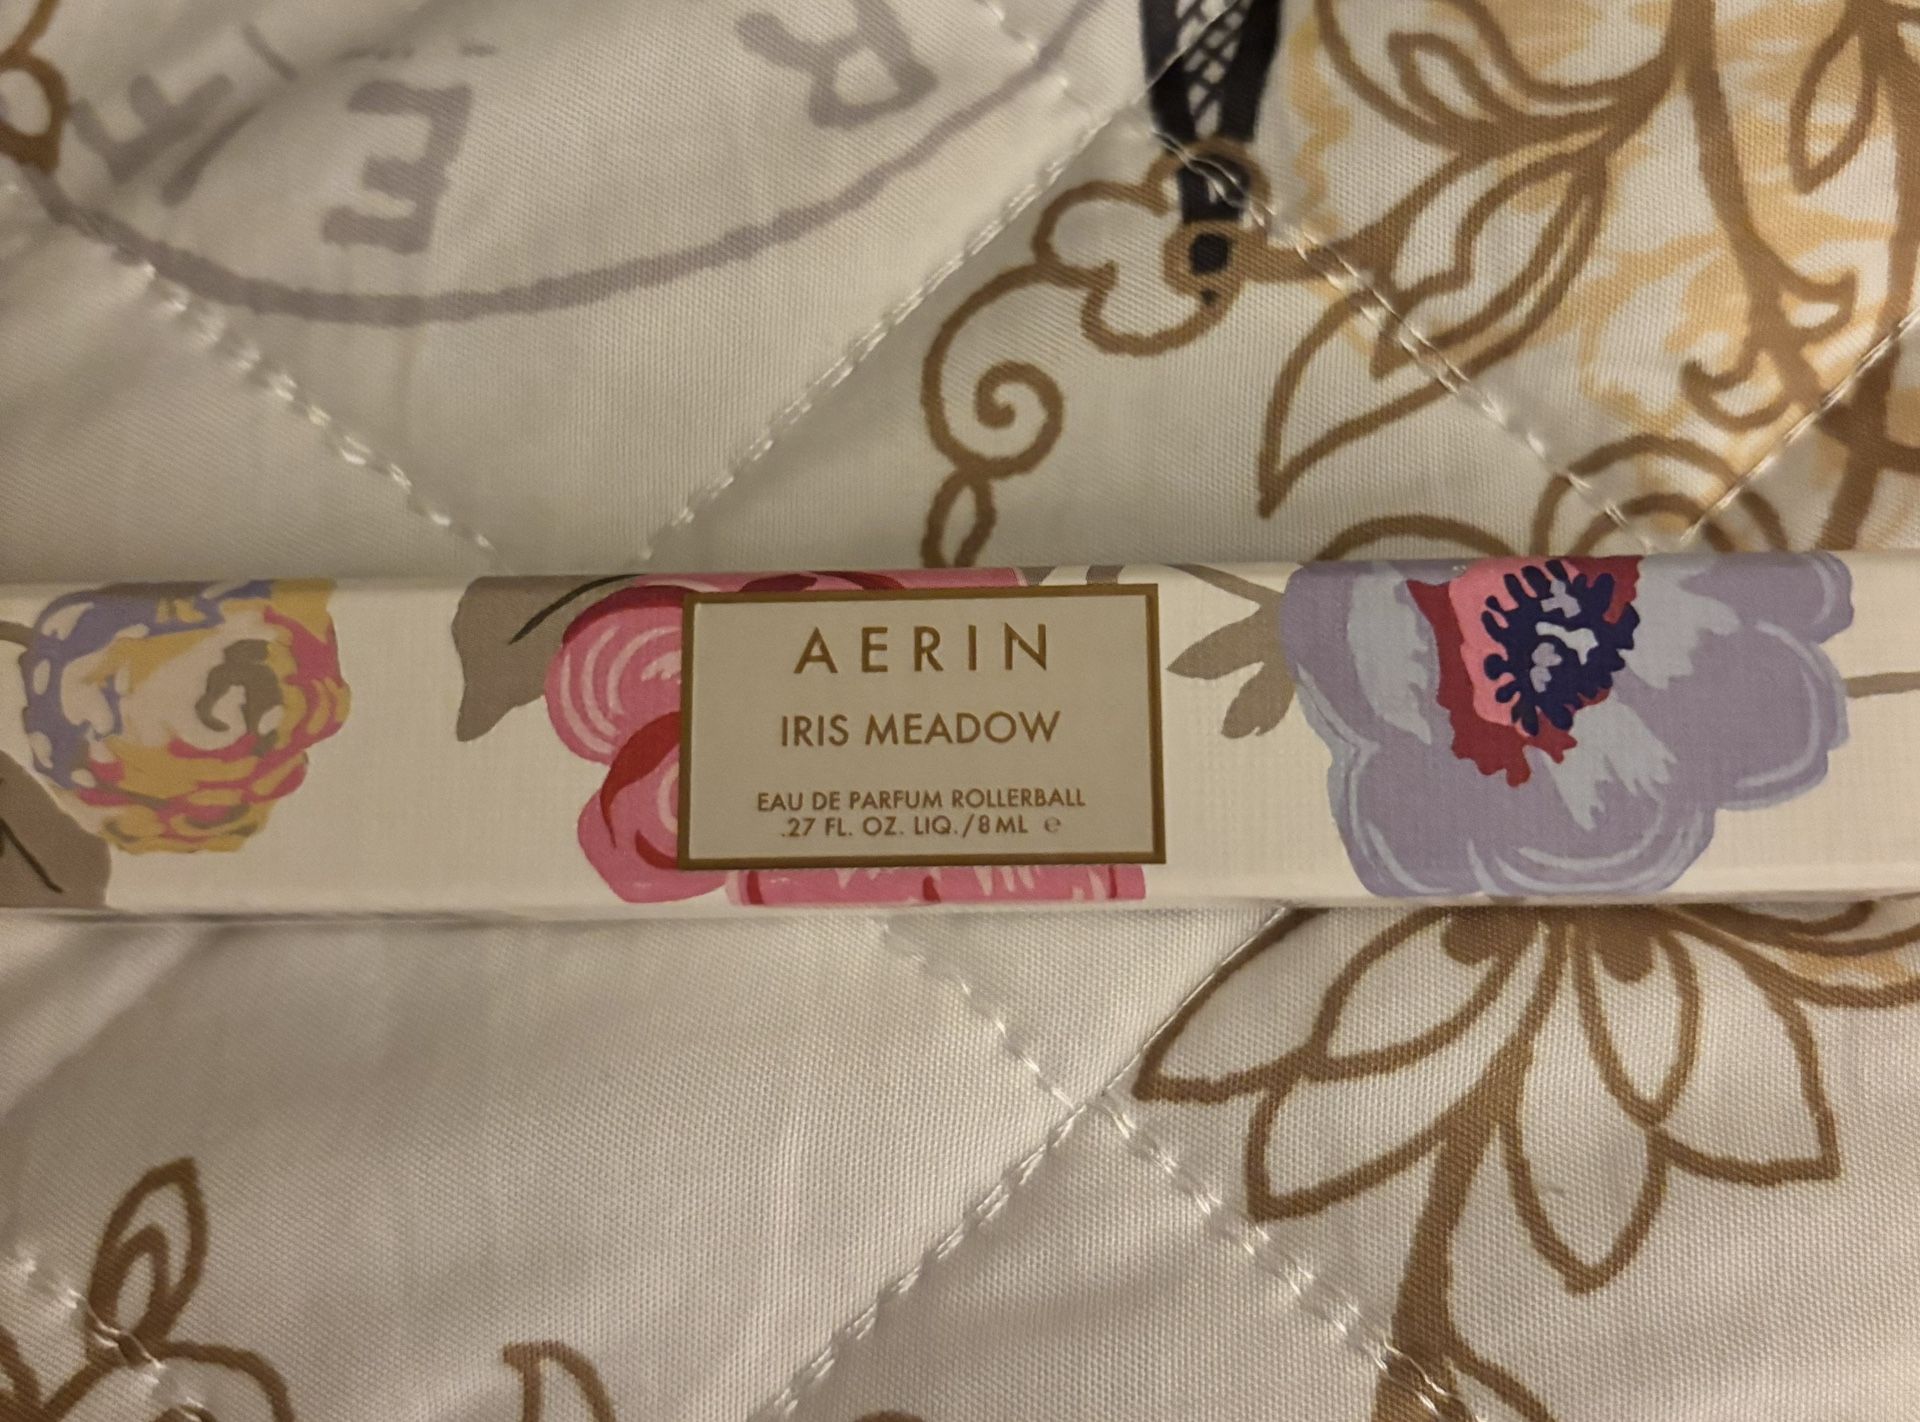 R
E
F
AERIN
IRIS MEADOW
EAU DE PARFUM ROLLERBALL
.27 FL. OZ. LIQ./8ML ℮